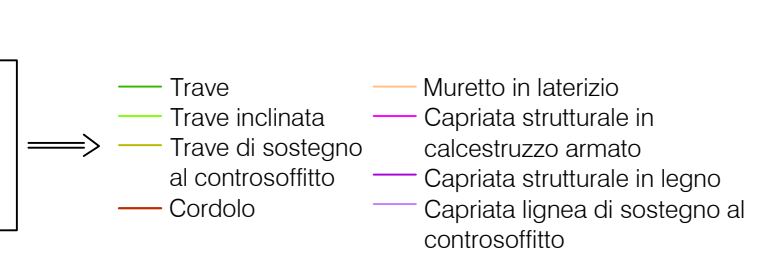 Trave
Trave inclinata
Trave di sostegno
al controsoffitto
Cordolo
Muretto in laterizio
Capriata strutturale in
calcestruzzo armato
Capriata strutturale in legno
Capriata lignea di sostegno al
controsoffitto